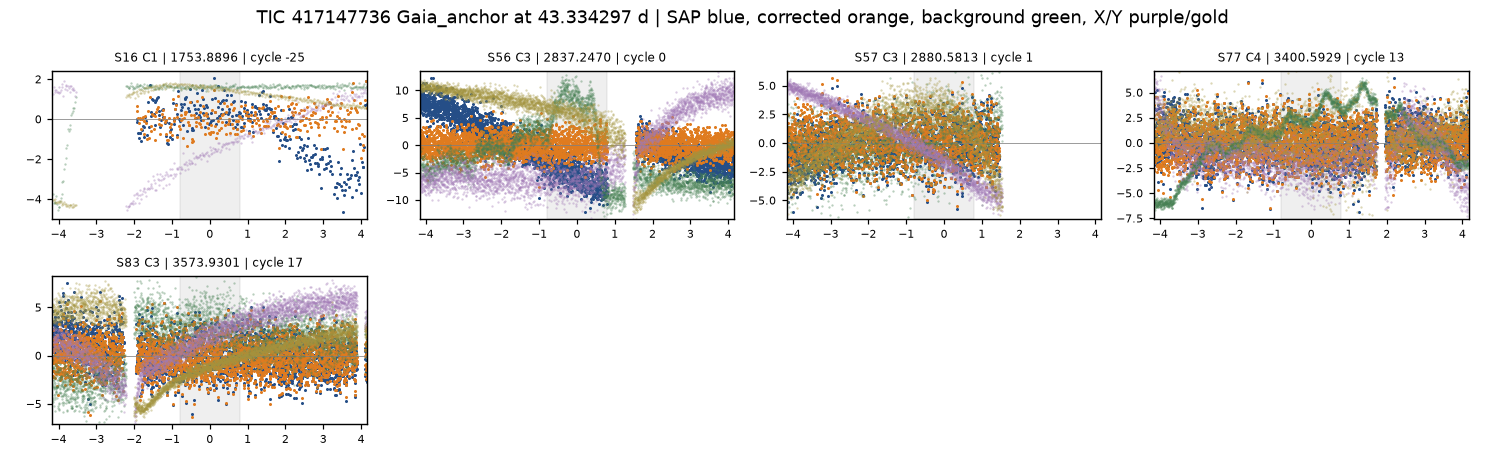 TIC 417147736 Gaia_anchor at 43.334297 d | SAP blue, corrected orange, background green, X/Y purple/gold
S16 C1 | 1753.8896 | cycle -25
S56 C3 | 2837.2470 | cycle 0
S57 C3 | 2880.5813 | cycle 1
S77 C4 | 3400.5929 | cycle 13
2
0
−2
−4
−4 −3 −2 −1 0 1 2 3 4
10
5
0
−5
−10
−4 −3 −2 −1 0 1 2 3 4
5.0
2.5
0.0
−2.5
−5.0
−4 −3 −2 −1 0 1 2 3 4
5.0
2.5
0.0
−2.5
−5.0
−7.5
−4 −3 −2 −1 0 1 2 3 4
S83 C3 | 3573.9301 | cycle 17
5
0
−5
−4 −3 −2 −1 0 1 2 3 4